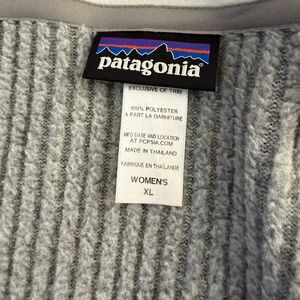 patagonia®
EXCLUSIVE OF TRIM
100% POLYESTER
A PART LA GARNITURE
MFG DATE AND LOCATION
AT PCPSIA.COM
MADE IN THAILAND
FABRIQUÉ EN THAÏLANDE
WOMEN'S
XL